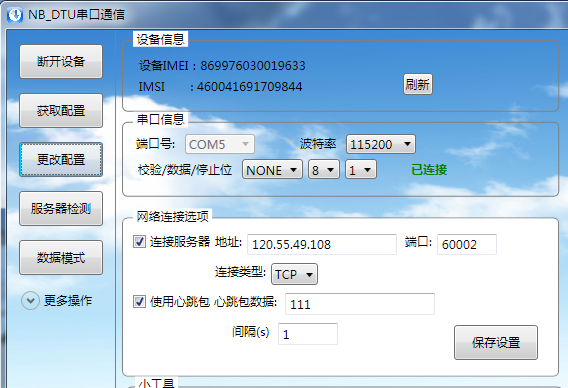 NB_DTU串口通信
断开设备
获取配置
更改配置
服务器检测
数据模式
更多操作
设备信息
设备IMEI：869976030019633
IMSI ：460041691709844
刷新
串口信息
端口号: COM5 波特率 115200
校验/数据/停止位 NONE 8 1 已连接
网络连接选项
连接服务器 地址: 120.55.49.108 端口: 60002
连接类型: TCP
使用心跳包 心跳包数据: 111
间隔(s) 1
保存设置
小工具